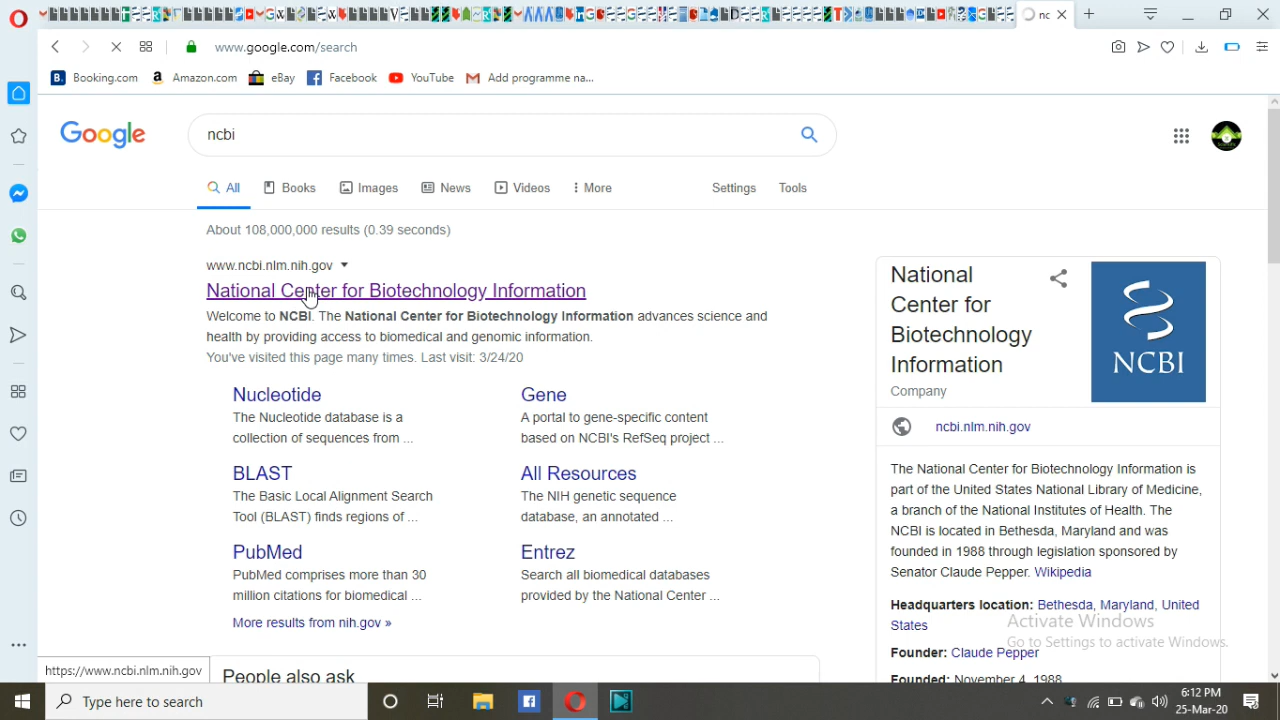 nc
www.google.com/search
Booking.com Amazon.com eBay Facebook YouTube Add programme na...
Google
ncbi
All Books Images News Videos More Settings Tools
About 108,000,000 results (0.39 seconds)
www.ncbi.nlm.nih.gov
National Center for Biotechnology Information
Welcome to NCBI. The National Center for Biotechnology Information advances science and
health by providing access to biomedical and genomic information.
You've visited this page many times. Last visit: 3/24/20
Nucleotide
The Nucleotide database is a
collection of sequences from ...
Gene
A portal to gene-specific content
based on NCBI's RefSeq project ...
BLAST
The Basic Local Alignment Search
Tool (BLAST) finds regions of ...
All Resources
The NIH genetic sequence
database, an annotated ...
PubMed
PubMed comprises more than 30
million citations for biomedical ...
Entrez
Search all biomedical databases
provided by the National Center ...
More results from nih.gov »
People also ask
National
Center for
Biotechnology
Information
Company
NCBI
ncbi.nlm.nih.gov
The National Center for Biotechnology Information is
part of the United States National Library of Medicine,
a branch of the National Institutes of Health. The
NCBI is located in Bethesda, Maryland and was
founded in 1988 through legislation sponsored by
Senator Claude Pepper. Wikipedia
Headquarters location: Bethesda, Maryland, United
States
Founder: Claude Pepper
Founded: November 4, 1988
Activate Windows
Go to Settings to activate Windows.
https://www.ncbi.nlm.nih.gov
Type here to search
6:12 PM
25-Mar-20